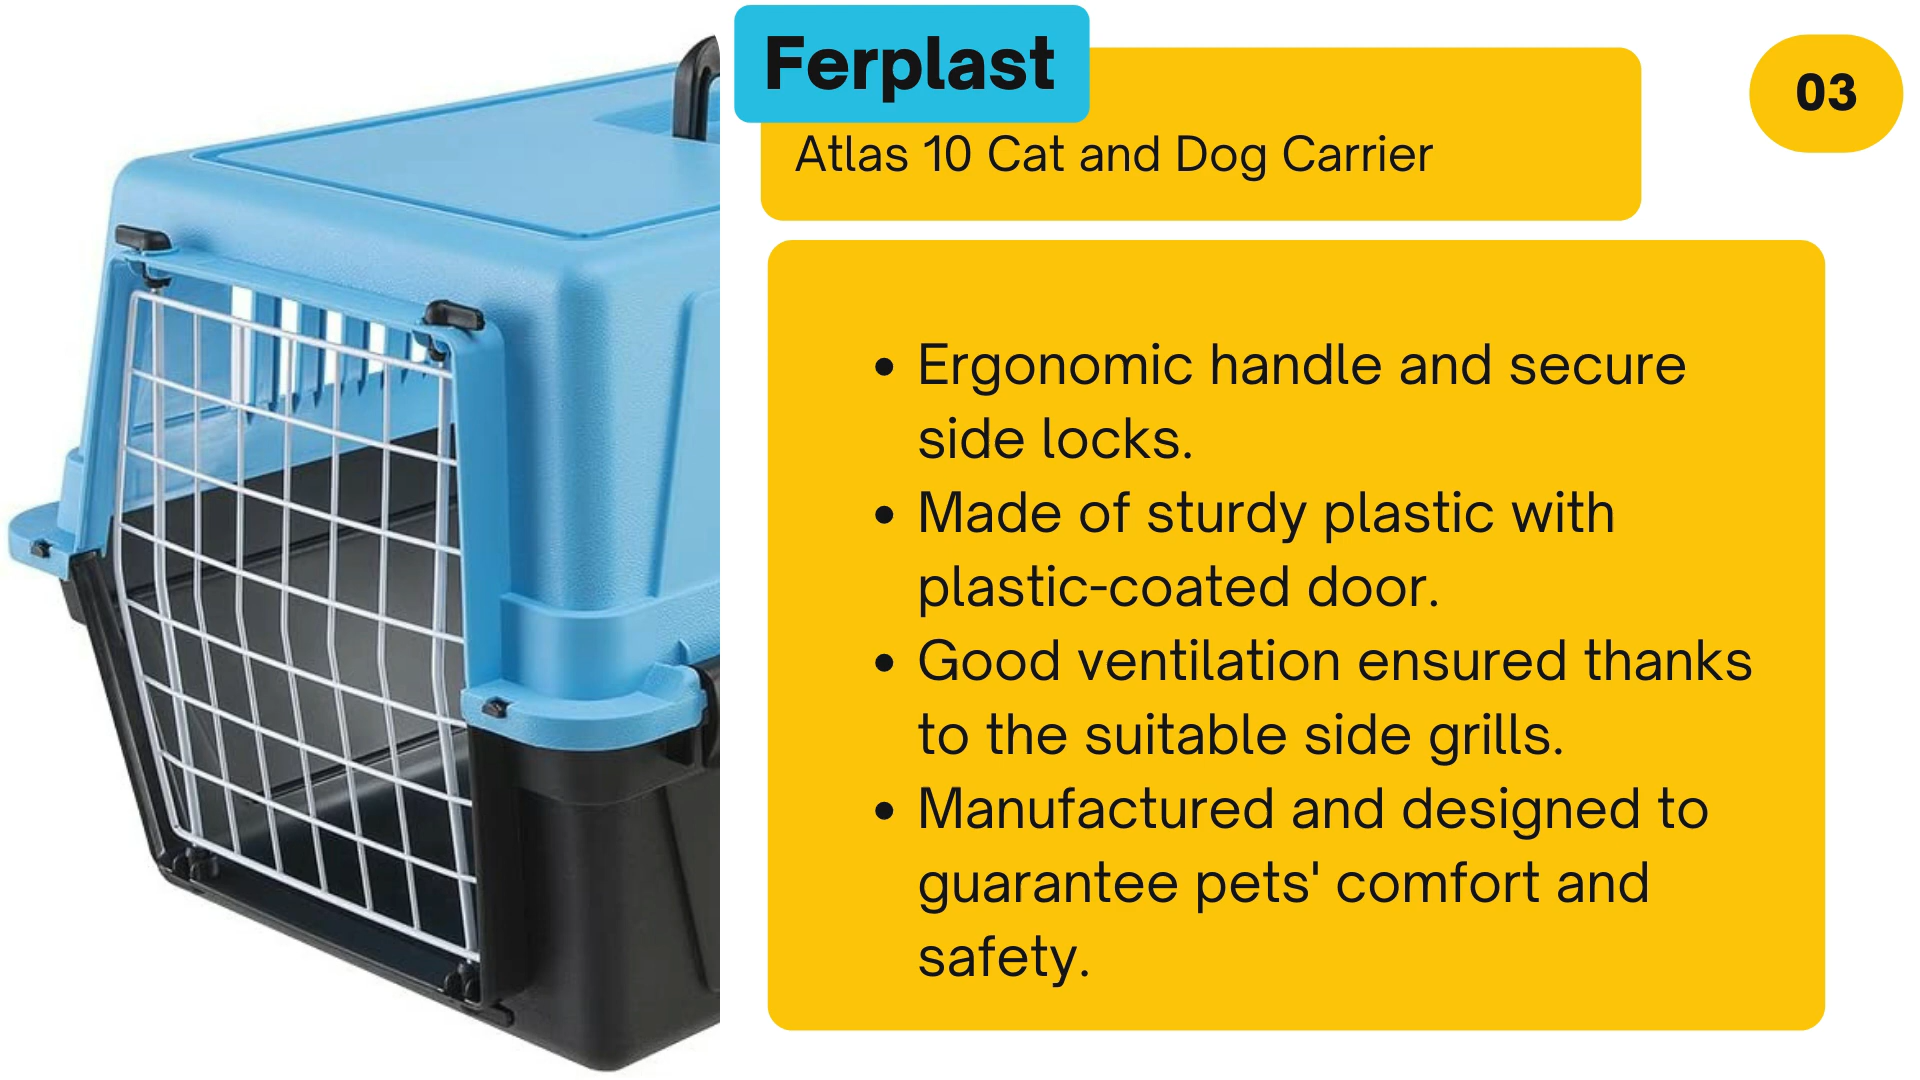 Ferplast
Atlas 10 Cat and Dog Carrier
03
• Ergonomic handle and secure
side locks.
• Made of sturdy plastic with
plastic-coated door.
• Good ventilation ensured thanks
to the suitable side grills.
• Manufactured and designed to
guarantee pets' comfort and
safety.